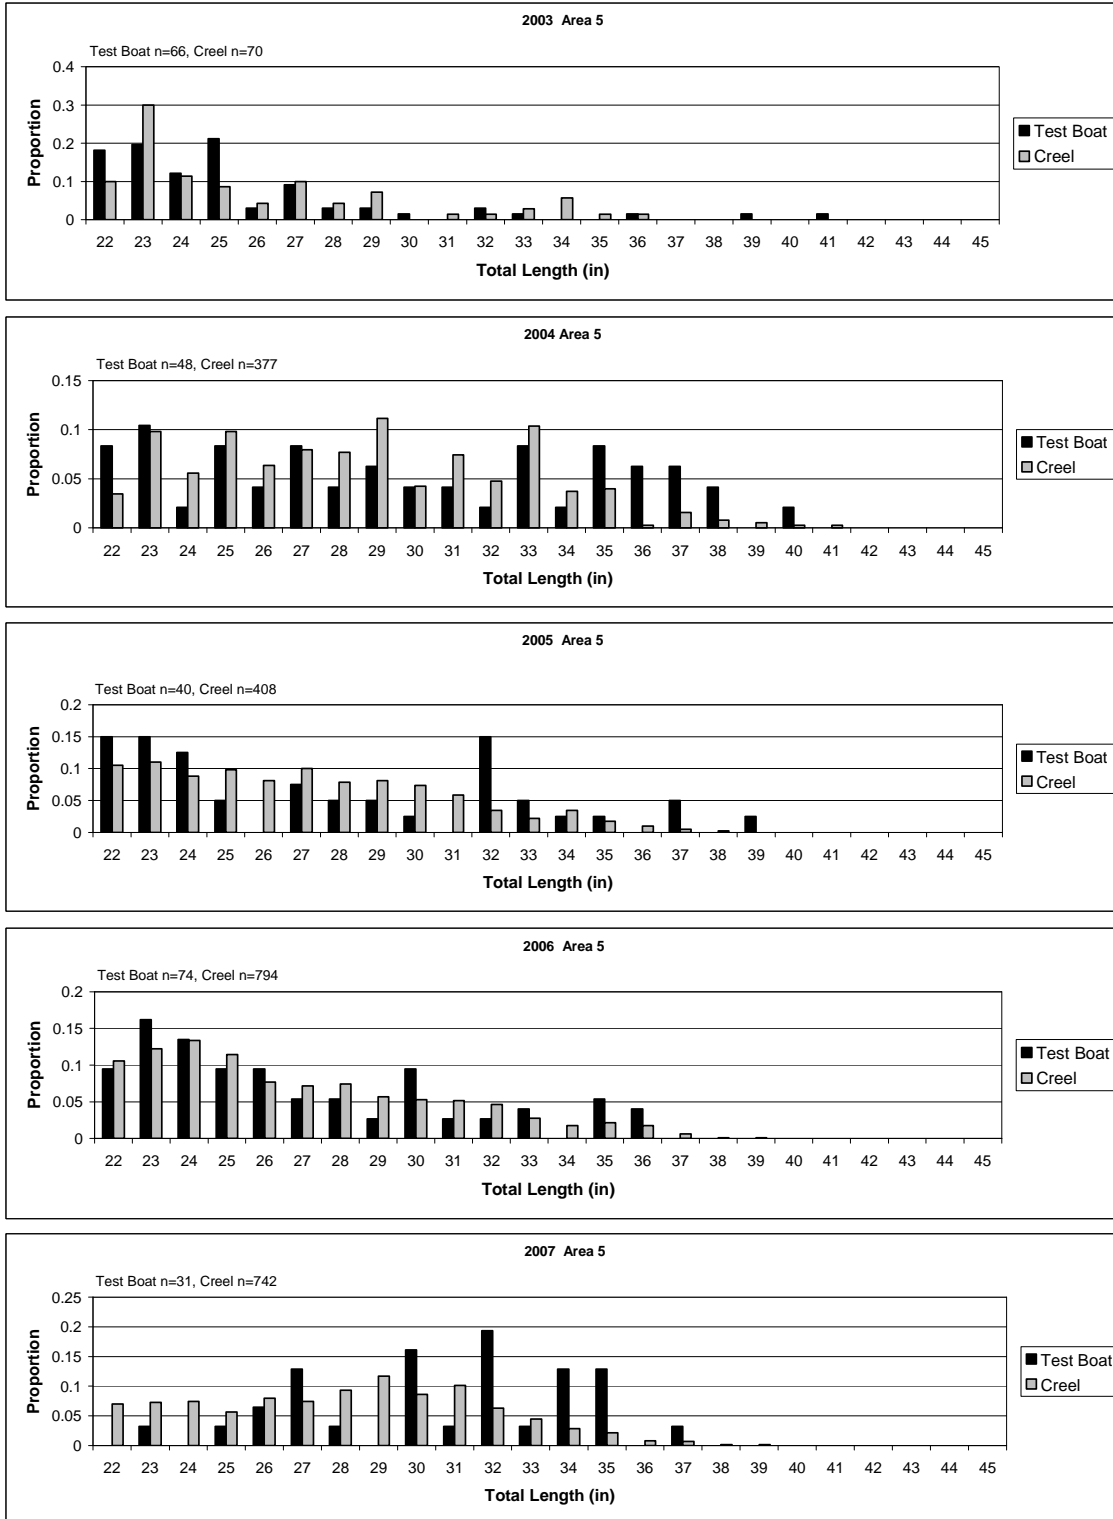 2003  Area 5
Test Boat n=66, Creel n=70
Proportion
0.4
0.3
0.2
0.1
0
22 23 24 25 26 27 28 29 30 31 32 33 34 35 36 37 38 39 40 41 42 43 44 45
Total Length (in)
Test Boat
Creel
2004 Area 5
Test Boat n=48, Creel n=377
Proportion
0.15
0.1
0.05
0
22 23 24 25 26 27 28 29 30 31 32 33 34 35 36 37 38 39 40 41 42 43 44 45
Total Length (in)
Test Boat
Creel
2005  Area 5
Test Boat n=40, Creel n=408
Proportion
0.2
0.15
0.1
0.05
0
22 23 24 25 26 27 28 29 30 31 32 33 34 35 36 37 38 39 40 41 42 43 44 45
Total Length (in)
Test Boat
Creel
2006  Area 5
Test Boat n=74, Creel n=794
Proportion
0.2
0.15
0.1
0.05
0
22 23 24 25 26 27 28 29 30 31 32 33 34 35 36 37 38 39 40 41 42 43 44 45
Total Length (in)
Test Boat
Creel
2007  Area 5
Test Boat n=31, Creel n=742
Proportion
0.25
0.2
0.15
0.1
0.05
0
22 23 24 25 26 27 28 29 30 31 32 33 34 35 36 37 38 39 40 41 42 43 44 45
Total Length (in)
Test Boat
Creel